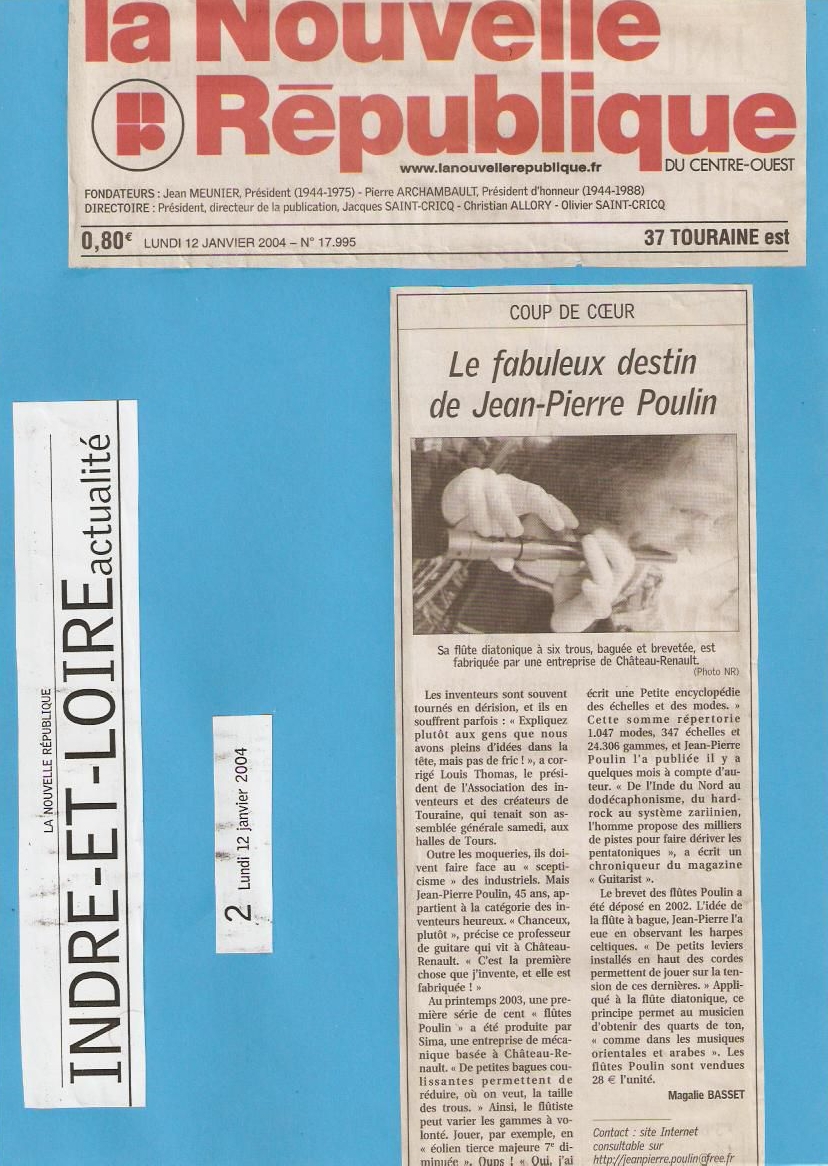 la Nouvelle
République
www.lanouvellerepublique.fr
DU CENTRE-OUEST
FONDATEURS : Jean MEUNIER, Président (1944-1975) - Pierre ARCHAMBAULT, Président d'honneur (1944-1988)
DIRECTOIRE : Président, directeur de la publication, Jacques SAINT-CRICQ - Christian ALLORY - Olivier SAINT-CRICQ
0,80€ LUNDI 12 JANVIER 2004 – N° 17.995
37 TOURAINE est
LA NOUVELLE RÉPUBLIQUE
INDRE-ET-LOIRE actualité
2 Lundi 12 janvier 2004
COUP DE CŒUR
Le fabuleux destin
de Jean-Pierre Poulin
Sa flûte diatonique à six trous, baguée et brevetée, est
fabriquée par une entreprise de Château-Renault.
(Photo NR)
Les inventeurs sont souvent
tournés en dérision, et ils en
souffrent parfois : « Expliquez
plutôt aux gens que nous
avons pleins d'idées dans la
tête, mais pas de fric ! », a cor-
rigé Louis Thomas, le prési-
dent de l'Association des in-
venteurs et des créateurs de
Touraine, qui tenait son as-
semblée générale samedi, aux
halles de Tours.
Outre les moqueries, ils doi-
vent faire face au « scepti-
cisme » des industriels. Mais
Jean-Pierre Poulin, 45 ans, ap-
partient à la catégorie des in-
venteurs heureux. « Chanceux,
plutôt », précise ce professeur
de guitare qui vit à Château-
Renault. « C'est la première
chose que j'invente, et elle est
fabriquée ! »
Au printemps 2003, une pre-
mière série de cent « flûtes
Poulin » a été produite par
Sima, une entreprise de méca-
nique basée à Château-Re-
nault. « De petites bagues cou-
lissantes permettent de
réduire, où on veut, la taille
des trous. » Ainsi, le flûtiste
peut varier les gammes à vo-
lonté. Jouer, par exemple, en
« éolien tierce majeure 7e di-
minuée ». Oups ! « Oui, j'ai
écrit une Petite encyclopédie
des échelles et des modes. »
Cette somme répertorie
1.047 modes, 347 échelles et
24.306 gammes, et Jean-Pierre
Poulin l'a publiée il y a
quelques mois à compte d'au-
teur. « De l'Inde du Nord au
dodécaphonisme, du hard-
rock au système zariinien,
l'homme propose des milliers
de pistes pour faire dériver les
pentatoniques », a écrit un
chroniqueur du magazine
« Guitarist ».
Le brevet des flûtes Poulin a
été déposé en 2002. L'idée de
la flûte à bague, Jean-Pierre l'a
eue en observant les harpes
celtiques. « De petits leviers
installés en haut des cordes
permettent de jouer sur la ten-
sion de ces dernières. » Appli-
qué à la flûte diatonique, ce
principe permet au musicien
d'obtenir des quarts de ton,
« comme dans les musiques
orientales et arabes ». Les
flûtes Poulin sont vendues
28 € l'unité.
Magalie BASSET
Contact : site Internet
consultable sur
http://jeanpierre.poulin@free.fr